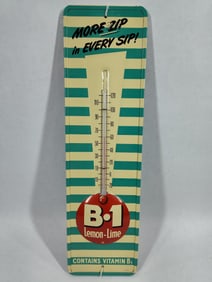 MORE ZIP
in EVERY SIP!
B•1
Lemon-Lime
CONTAINS VITAMIN B₁